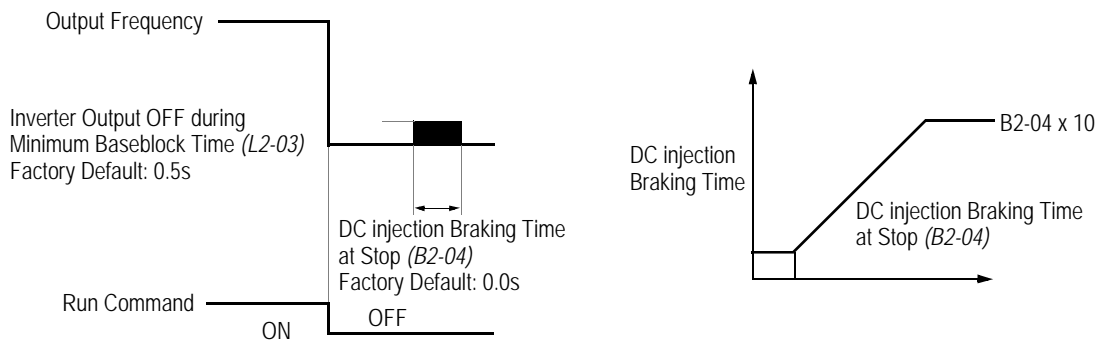 Output Frequency
Inverter Output OFF during
Minimum Baseblock Time (L2-03)
Factory Default: 0.5s
DC injection Braking Time
at Stop (B2-04)
Factory Default: 0.0s
Run Command
ON
OFF
DC injection
Braking Time
B2-04 x 10
DC injection Braking Time
at Stop (B2-04)